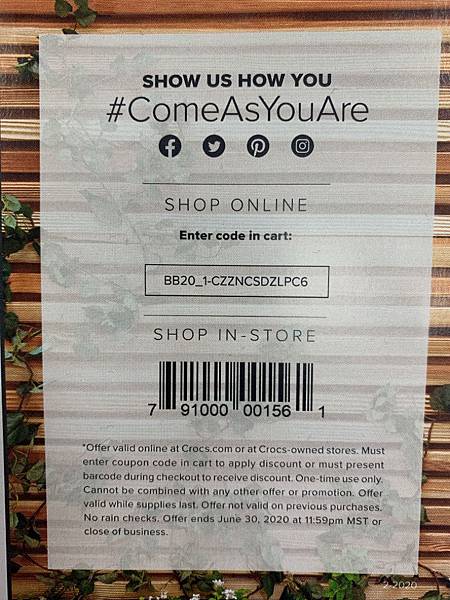 SHOW US HOW YOU
#ComeAsYouAre
SHOP ONLINE
Enter code in cart:
BB20_1-CZZNCSDZLPC6
SHOP IN-STORE
7 91000 00156 1
*Offer valid online at Crocs.com or at Crocs-owned stores. Must
enter coupon code in cart to apply discount or must present
barcode during checkout to receive discount. One-time use only.
Cannot be combined with any other offer or promotion. Offer
valid while supplies last. Offer not valid on previous purchases.
No rain checks. Offer ends June 30, 2020 at 11:59pm MST or
close of business.
2-2020